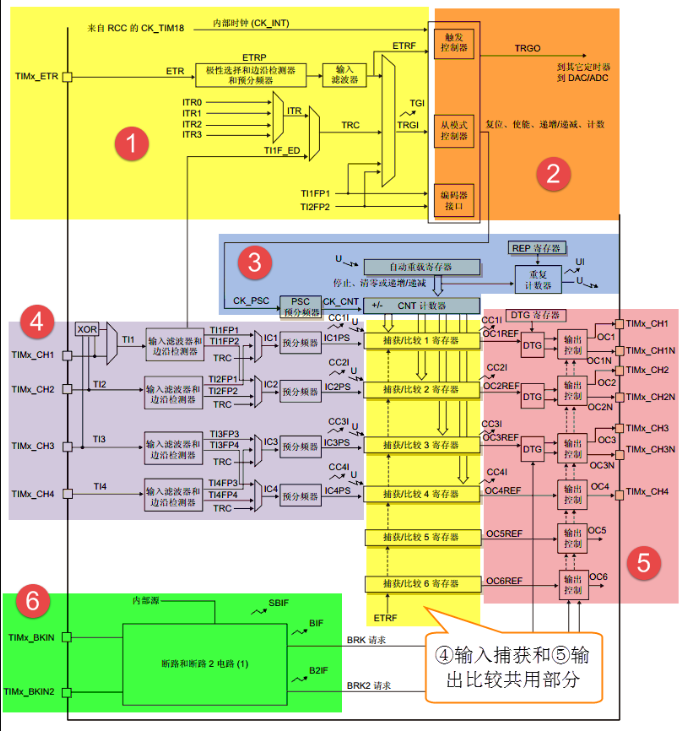 来自 RCC 的 CK_TIM18
内部时钟 (CK_INT)
触发
控制器
TRGO
到其它定时器
到 DAC/ADC
TIMx_ETR
ETR
ETRP
极性选择和边沿检测器
和预分频器
输入
滤波器
ETRF
ITR0
ITR1
ITR2
ITR3
ITR
TI1F_ED
TRC
TGI
TRGI
从模式
控制器
复位、使能、递增/递减、计数
1
2
TI1FP1
TI2FP2
编码器
接口
3
U
自动重载寄存器
停止、清零或递增/递减
REP 寄存器
重复
计数器
UI
U
CK_PSC
PSC
预分频器
CK_CNT
+/-
CNT 计数器
4
XOR
TI1
TIMx_CH1
输入滤波器和
边沿检测器
TI1FP1
TI1FP2
TRC
IC1
预分频器
IC1PS
CC1I
U
捕获/比较 1 寄存器
CC1I
OC1REF
DTG 寄存器
DTG
输出
控制
OC1
OC1N
TIMx_CH1
TIMx_CH1N
TIMx_CH2
TI2
输入滤波器和
边沿检测器
TI2FP1
TI2FP2
TRC
IC2
预分频器
IC2PS
CC2I
U
捕获/比较 2 寄存器
CC2I
OC2REF
DTG
输出
控制
OC2
OC2N
TIMx_CH2
TIMx_CH2N
TIMx_CH3
TI3
输入滤波器和
边沿检测器
TI3FP3
TI3FP4
TRC
IC3
预分频器
IC3PS
CC3I
U
捕获/比较 3 寄存器
CC3I
OC3REF
DTG
输出
控制
OC3
OC3N
TIMx_CH3
TIMx_CH3N
TIMx_CH4
TI4
输入滤波器和
边沿检测器
TI4FP3
TI4FP4
TRC
IC4
预分频器
IC4PS
CC4I
U
捕获/比较 4 寄存器
CC4I
OC4REF
输出
控制
OC4
TIMx_CH4
捕获/比较 5 寄存器
OC5REF
输出
控制
OC5
5
捕获/比较 6 寄存器
OC6REF
输出
控制
OC6
ETRF
6
内部源
SBIF
TIMx_BKIN
BIF
BRK 请求
断路和断路 2 电路 (1)
B2IF
TIMx_BKIN2
BRK2 请求
④输入捕获和⑤输
出比较共用部分